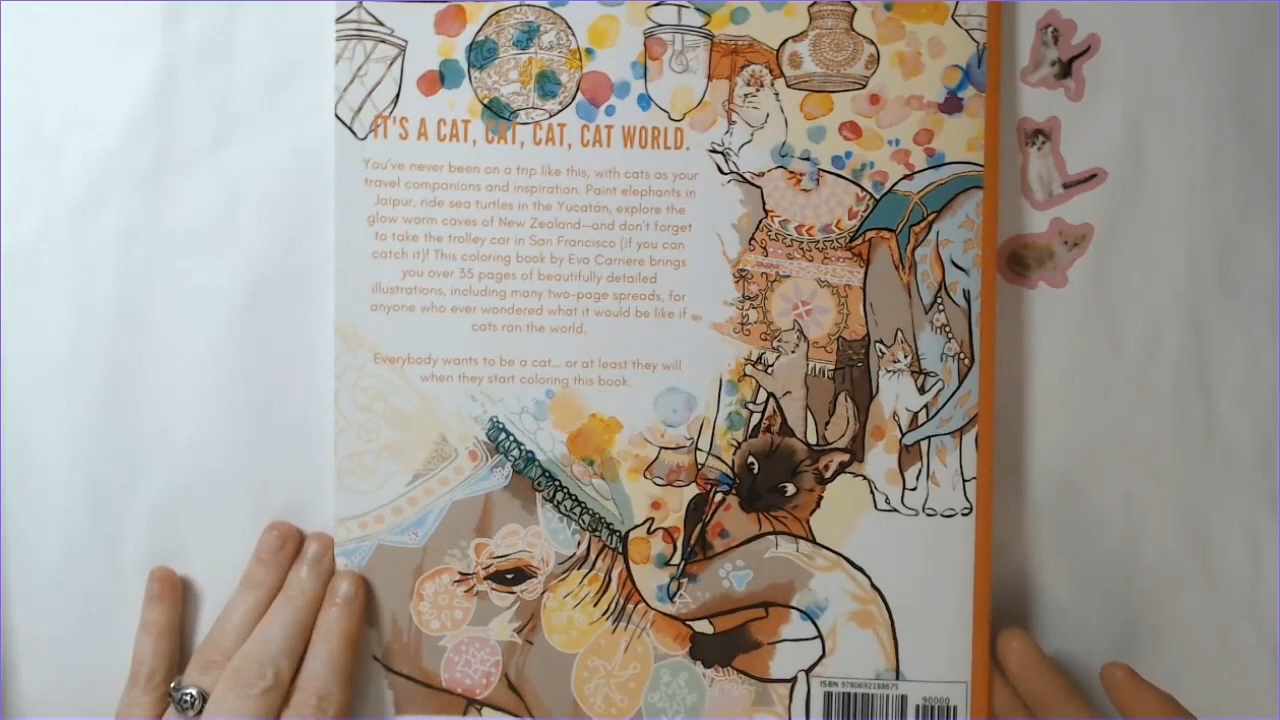 IT'S A CAT, CAT, CAT, CAT WORLD.
You've never been on a trip like this, with cats as your
travel companions and inspiration. Paint elephants in
Jaipur, ride sea turtles in the Yucatán, explore the
glow worm caves of New Zealand—and don't forget
to take the trolley car in San Francisco (if you can
catch it)! This coloring book by Eva Carriere brings
you over 35 pages of beautifully detailed
illustrations, including many two-page spreads, for
anyone who ever wondered what it would be like if
cats ran the world.
Everybody wants to be a cat... or at least they will
when they start coloring this book.
ISBN 9780692188675
90000